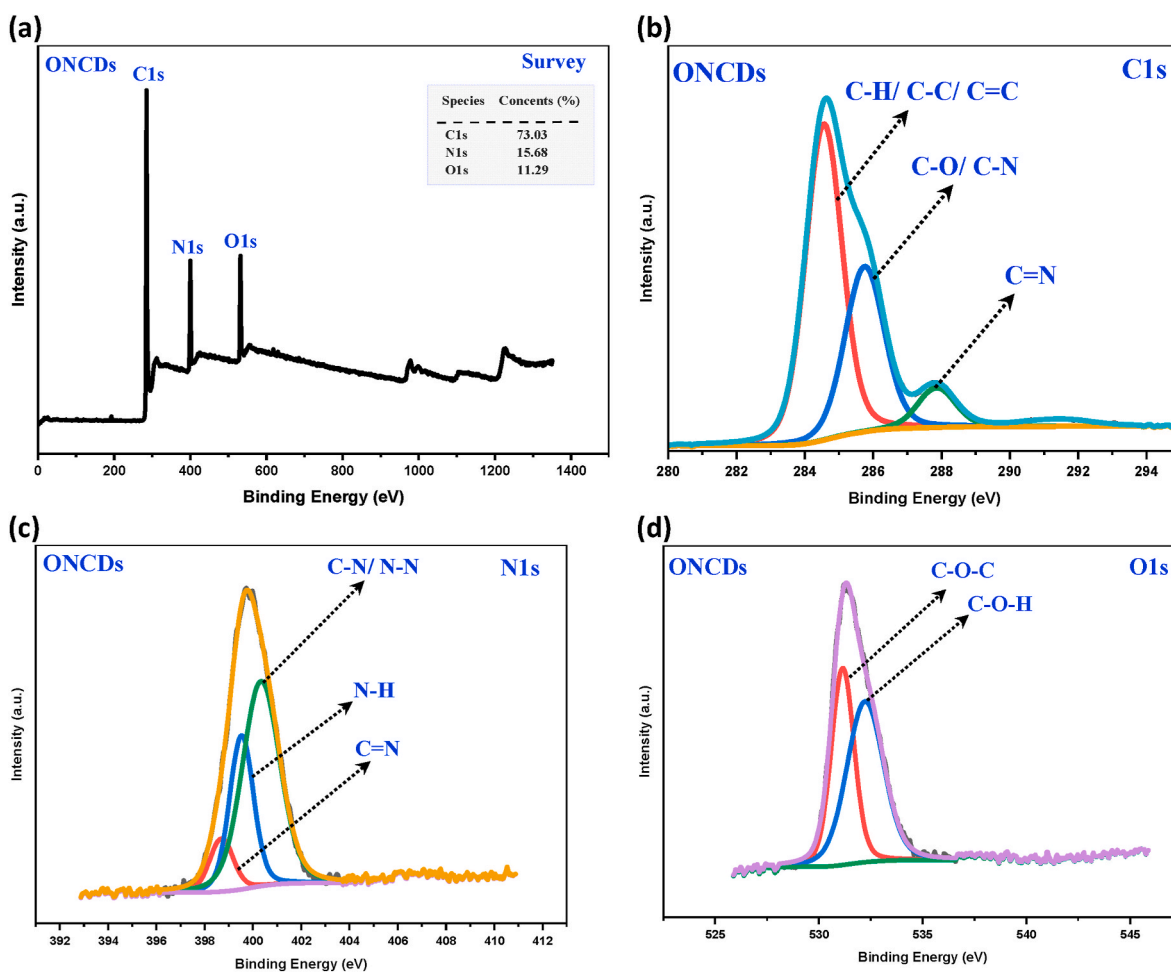 (a)
ONCDs
C1s
Survey
Species Concents (%)
C1s 73.03
N1s 15.68
O1s 11.29
N1s
O1s
Intensity (a.u.)
0 200 400 600 800 1000 1200 1400
Binding Energy (eV)
(b)
ONCDs
C1s
C-H/ C-C/ C=C
C-O/ C-N
C=N
Intensity (a.u.)
280 282 284 286 288 290 292 294
Binding Energy (eV)
(c)
ONCDs
N1s
C-N/ N-N
N-H
C=N
Intensity (a.u.)
392 394 396 398 400 402 404 406 408 410 412
Binding Energy (eV)
(d)
ONCDs
O1s
C-O-C
C-O-H
Intensity (a.u.)
525 530 535 540 545
Binding Energy (eV)